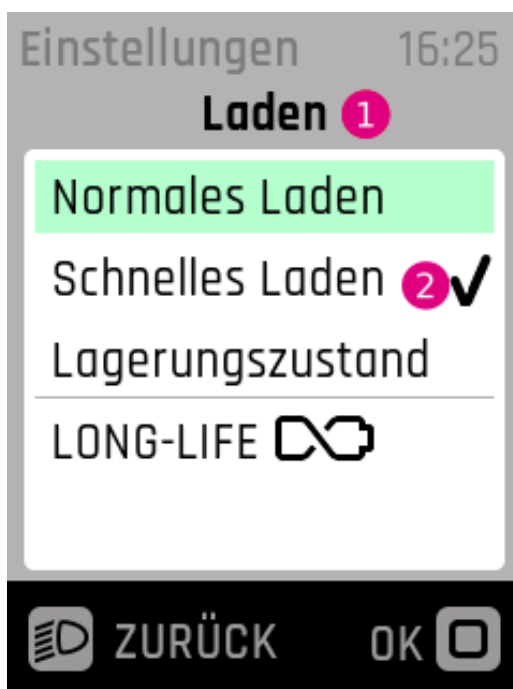 Einstellungen 16:25
Laden 1
Normales Laden
Schnelles Laden 2
Lagerungszustand
LONG-LIFE
ZURÜCK OK